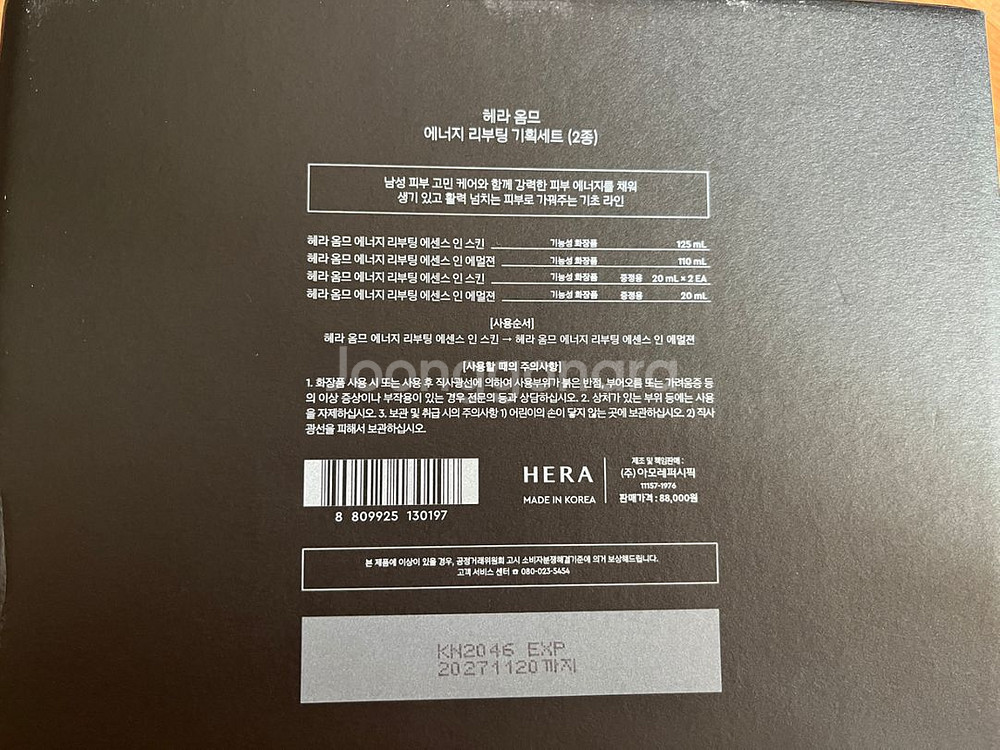 헤라 옴므
에너지 리부팅 기획세트 (2종)
남성 피부 고민 케어와 함께 강력한 피부 에너지를 채워
생기 있고 활력 넘치는 피부로 가꿔주는 기초 라인
헤라 옴므 에너지 리부팅 에센스 인 스킨 기능성 화장품 125 mL
헤라 옴므 에너지 리부팅 에센스 인 에멀젼 기능성 화장품 110 mL
헤라 옴므 에너지 리부팅 에센스 인 스킨 기능성 화장품 증정용 20 mL × 2 EA
헤라 옴므 에너지 리부팅 에센스 인 에멀젼 기능성 화장품 증정용 20 mL
[사용순서]
헤라 옴므 에너지 리부팅 에센스 인 스킨 → 헤라 옴므 에너지 리부팅 에센스 인 에멀젼
joonggonara
[사용할 때의 주의사항]
1. 화장품 사용 시 또는 사용 후 직사광선에 의하여 사용부위가 붉은 반점, 부어오름 또는 가려움증 등
의 이상 증상이나 부작용이 있는 경우 전문의 등과 상담하십시오. 2. 상처가 있는 부위 등에는 사용
을 자제하십시오. 3. 보관 및 취급 시의 주의사항 1) 어린이의 손이 닿지 않는 곳에 보관하십시오. 2) 직사
광선을 피해서 보관하십시오.
8 809925 130197
HERA
MADE IN KOREA
제조 및 책임판매 :
(주)아모레퍼시픽
11157-1976
판매가격 : 88,000원
본 제품에 이상이 있을 경우, 공정거래위원회 고시 소비자분쟁해결기준에 의거 보상해드립니다.
고객 서비스 센터 ☎ 080-023-5454
KN2046 EXP
20271120까지